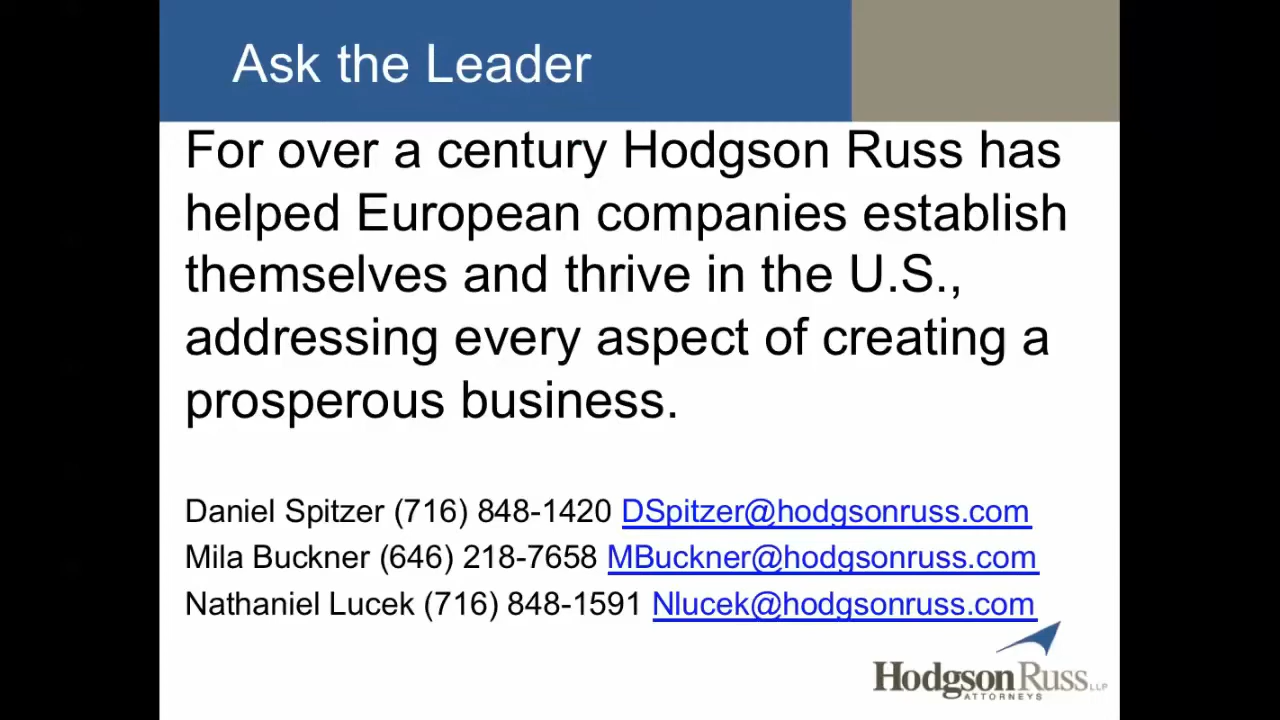 Ask the Leader
For over a century Hodgson Russ has
helped European companies establish
themselves and thrive in the U.S.,
addressing every aspect of creating a
prosperous business.
Daniel Spitzer (716) 848-1420 DSpitzer@hodgsonruss.com
Mila Buckner (646) 218-7658 MBuckner@hodgsonruss.com
Nathaniel Lucek (716) 848-1591 Nlucek@hodgsonruss.com
HodgsonRuss LLP
ATTORNEYS